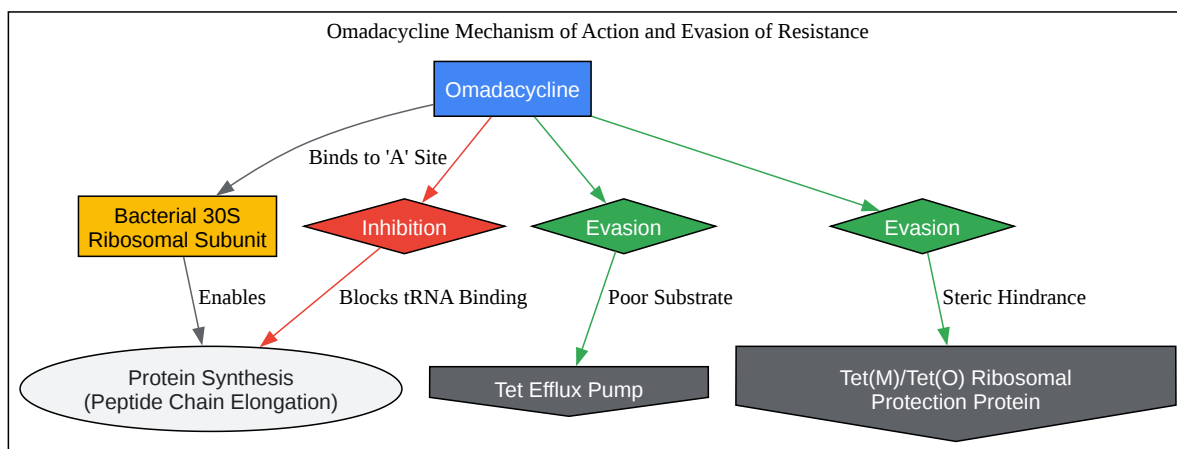 Omadacycline Mechanism of Action and Evasion of Resistance
Omadacycline
Binds to 'A' Site
Bacterial 30S
Ribosomal Subunit
Inhibition
Evasion
Evasion
Enables
Blocks tRNA Binding
Poor Substrate
Steric Hindrance
Protein Synthesis
(Peptide Chain Elongation)
Tet Efflux Pump
Tet(M)/Tet(O) Ribosomal
Protection Protein